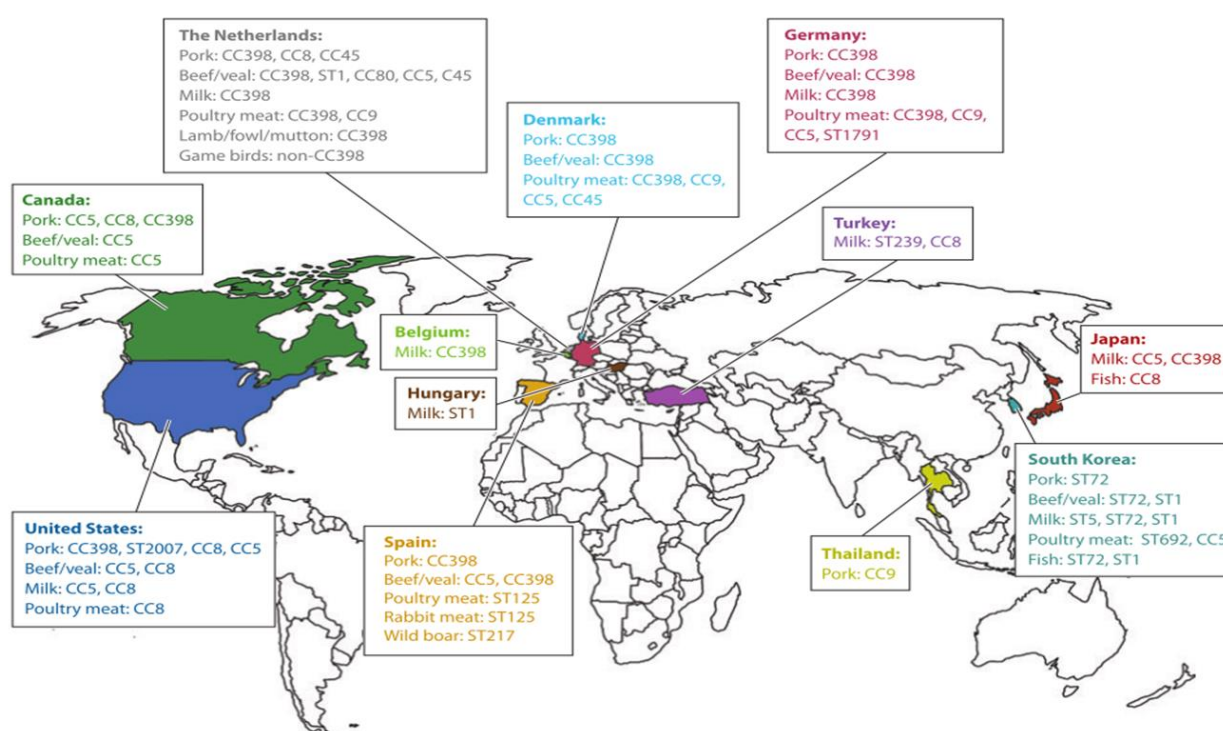 The Netherlands:
Pork: CC398, CC8, CC45
Beef/veal: CC398, ST1, CC80, CC5, C45
Milk: CC398
Poultry meat: CC398, CC9
Lamb/fowl/mutton: CC398
Game birds: non-CC398
Germany:
Pork: CC398
Beef/veal: CC398
Milk: CC398
Poultry meat: CC398, CC9,
CC5, ST1791
Denmark:
Pork: CC398
Beef/veal: CC398
Poultry meat: CC398, CC9,
CC5, CC45
Canada:
Pork: CC5, CC8, CC398
Beef/veal: CC5
Poultry meat: CC5
Turkey:
Milk: ST239, CC8
Belgium:
Milk: CC398
Japan:
Milk: CC5, CC398
Fish: CC8
Hungary:
Milk: ST1
South Korea:
Pork: ST72
Beef/veal: ST72, ST1
Milk: ST5, ST72, ST1
Poultry meat: ST692, CC5
Fish: ST72, ST1
United States:
Pork: CC398, ST2007, CC8, CC5
Beef/veal: CC5, CC8
Milk: CC5, CC8
Poultry meat: CC8
Spain:
Pork: CC398
Beef/veal: CC5, CC398
Poultry meat: ST125
Rabbit meat: ST125
Wild boar: ST217
Thailand:
Pork: CC9